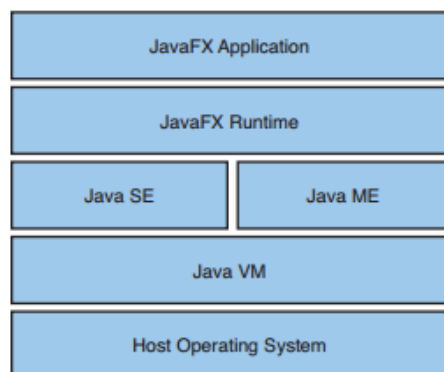 JavaFX Application
JavaFX Runtime
Java SE
Java ME
Java VM
Host Operating System